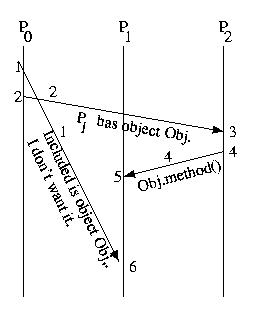 P0 P1 P2
1
2 2
P1 has object Obj.
3
1
4 4
Obj.method()
5
Included is object Obj,.
I don't want it.
6